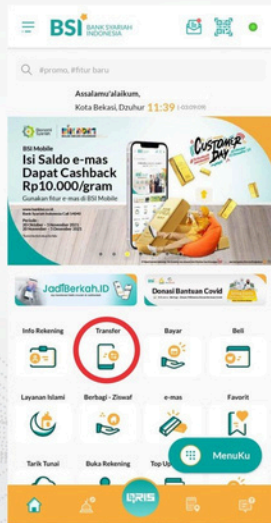 BSI BANK SYARIAH
INDONESIA
#promo, #fitur baru
Assalamu'alaikum,
Kota Bekasi, Dzuhur 11:39
BSI Mobile
Isi Saldo e-mas
Dapat Cashback
Rp10.000/gram
Gunakan fitur e-mas di BSI Mobile
CUSTOMER
DAY
JadiBerkah.ID
Donasi Bantuan Covid
Info Rekening
Transfer
Bayar
Beli
Layanan Islami
Berbagi - Ziswaf
e-mas
Favorit
Tarik Tunai
Buka Rekening
Top Up
MenuKu
QRIS